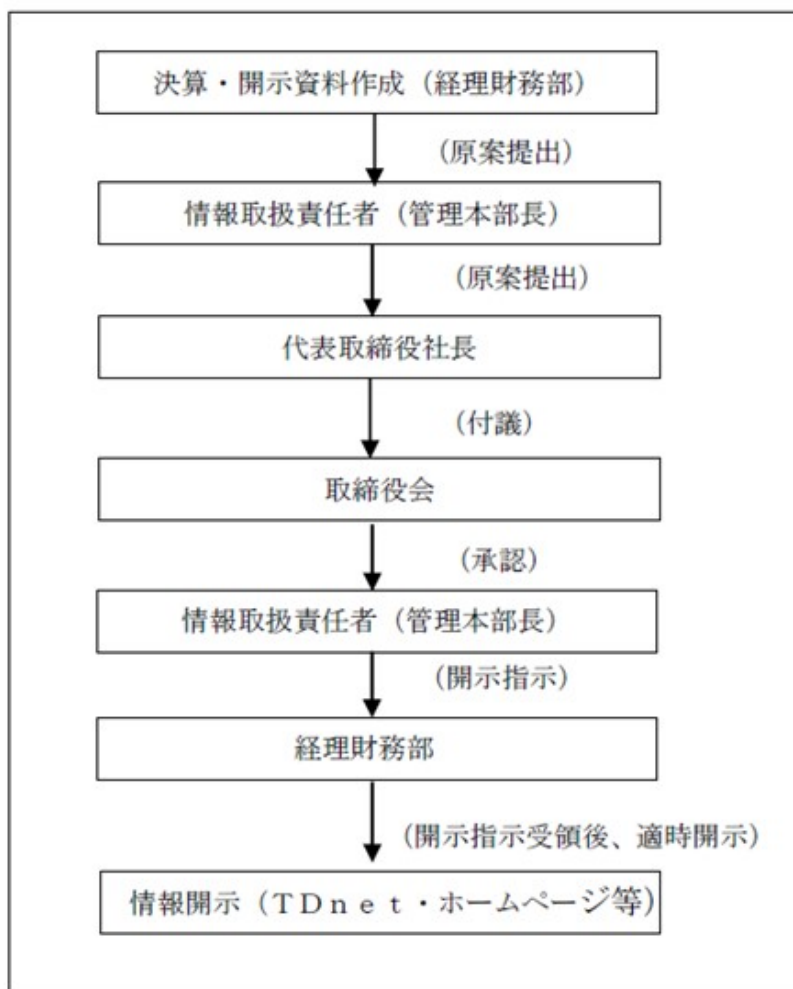 決算・開示資料作成（経理財務部）
（原案提出）
情報取扱責任者（管理本部長）
（原案提出）
代表取締役社長
（付議）
取締役会
（承認）
情報取扱責任者（管理本部長）
（開示指示）
経理財務部
（開示指示受領後、適時開示）
情報開示（ＴＤｎｅｔ・ホームページ等）